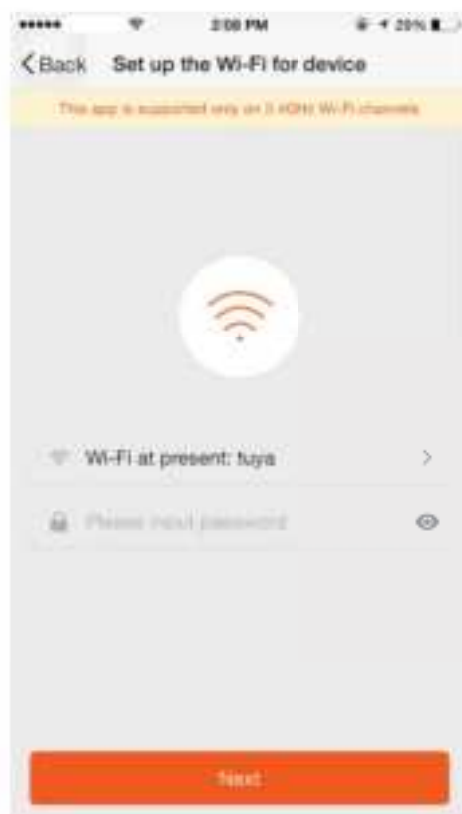 2:08 PM 29%
Back Set up the Wi-Fi for device
This app is supported only on 2.4GHz Wi-Fi channels
Wi-Fi at present: tuya
Please input password
Next